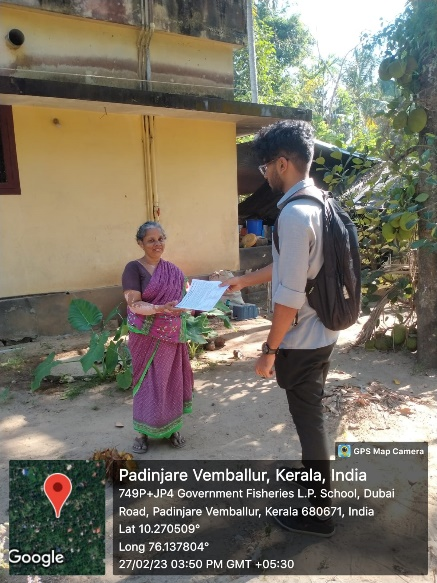 GPS Map Camera
Padinjare Vemballur, Kerala, India
749P+JP4 Government Fisheries L.P. School, Dubai
Road, Padinjare Vemballur, Kerala 680671, India
Lat 10.270509°
Long 76.137804°
27/02/23 03:50 PM GMT +05:30
Google